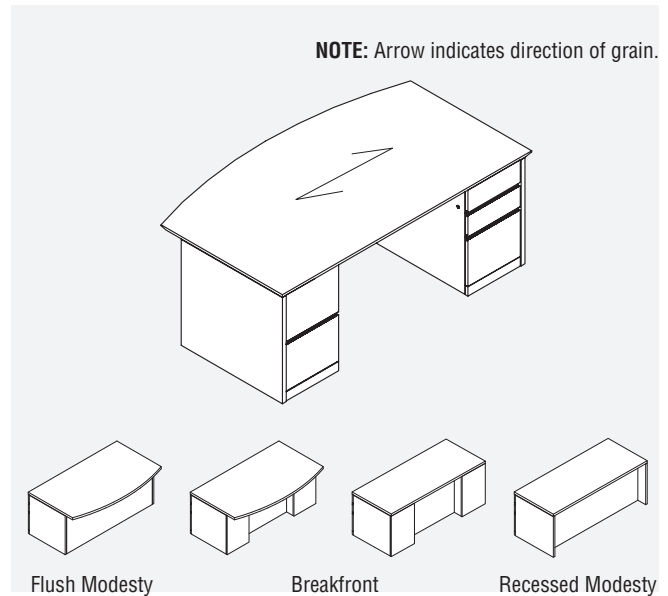 NOTE: Arrow indicates direction of grain.
Flush Modesty
Breakfront
Recessed Modesty